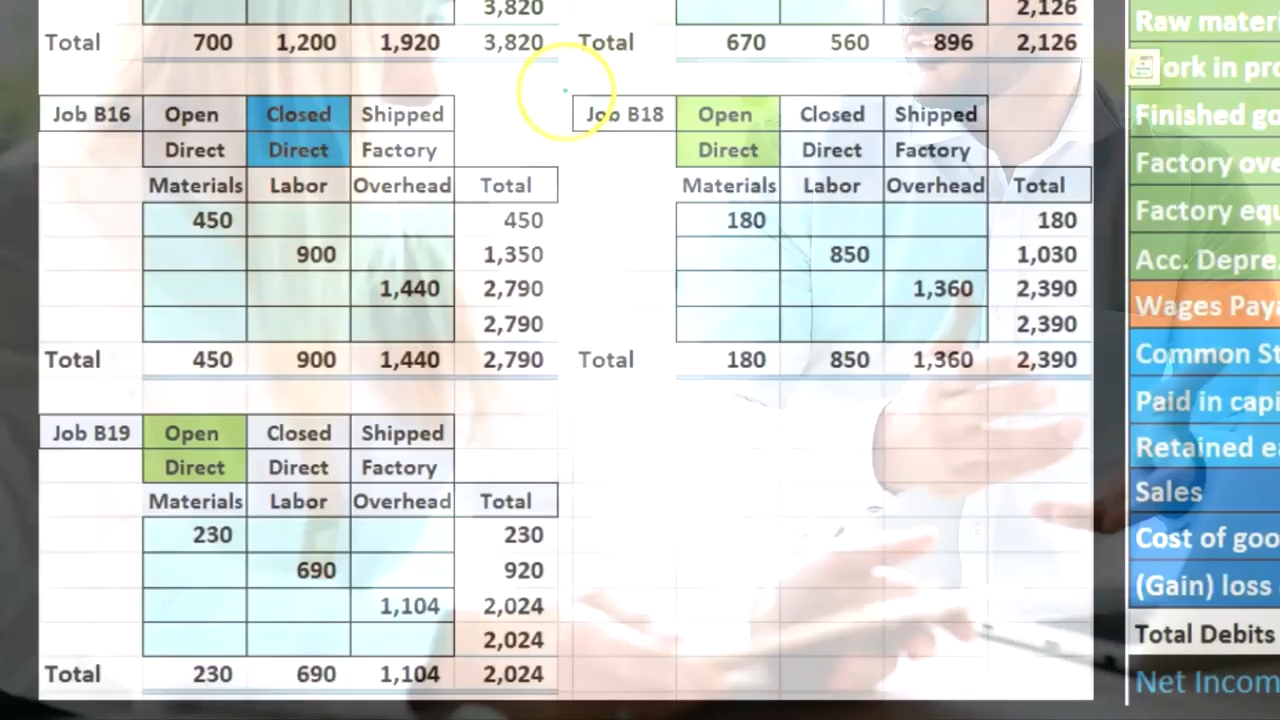 3,820
2,126
Total 700 1,200 1,920 3,820
Total 670 560 896 2,126
Job B16 Open Closed Shipped
Direct Direct Factory
Materials Labor Overhead Total
450 450
900 1,350
1,440 2,790
2,790
Total 450 900 1,440 2,790
Job B18 Open Closed Shipped
Direct Direct Factory
Materials Labor Overhead Total
180 180
850 1,030
1,360 2,390
2,390
Total 180 850 1,360 2,390
Job B19 Open Closed Shipped
Direct Direct Factory
Materials Labor Overhead Total
230 230
690 920
1,104 2,024
2,024
Total 230 690 1,104 2,024
Raw mater
ork in pro
Finished go
Factory ove
Factory equ
Acc. Depre.
Wages Paya
Common St
Paid in capi
Retained ea
Sales
Cost of goo
(Gain) loss
Total Debits
Net Incom